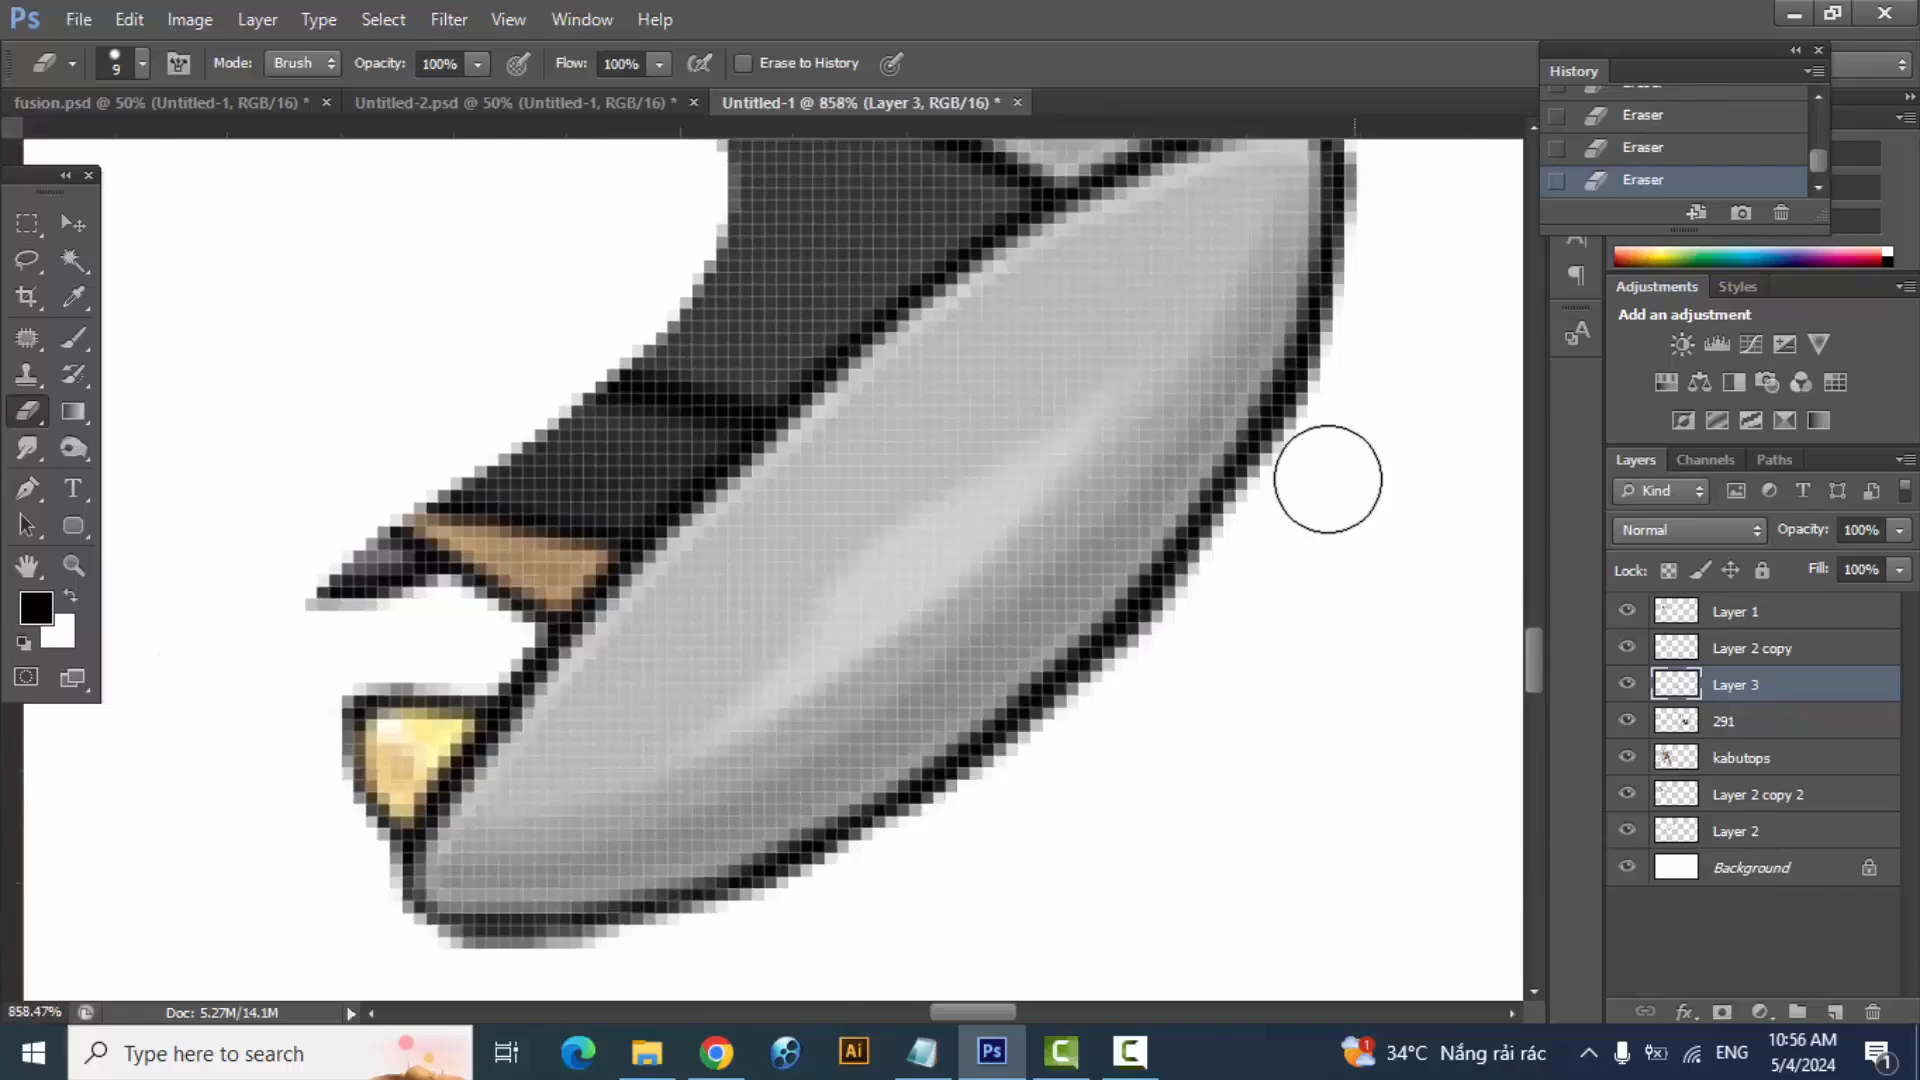 Ps File Edit Image Layer Type Select Filter View Window Help
9 Mode: Brush Opacity: 100% Flow: 100% Erase to History
fusion.psd @ 50% (Untitled-1, RGB/16) * × Untitled-2.psd @ 50% (Untitled-1, RGB/16) * × Untitled-1 @ 858% (Layer 3, RGB/16) * ×
History
Eraser
Eraser
Eraser
Adjustments Styles
Add an adjustment
Layers Channels Paths
Kind
Normal Opacity: 100%
Lock: Fill: 100%
Layer 1
Layer 2 copy
Layer 3
291
kabutops
Layer 2 copy 2
Layer 2
Background
858.47% Doc: 5.27M/14.1M
Type here to search
Ai
Ps
1 34°C Nắng rải rác ENG
10:56 AM
5/4/2024
1